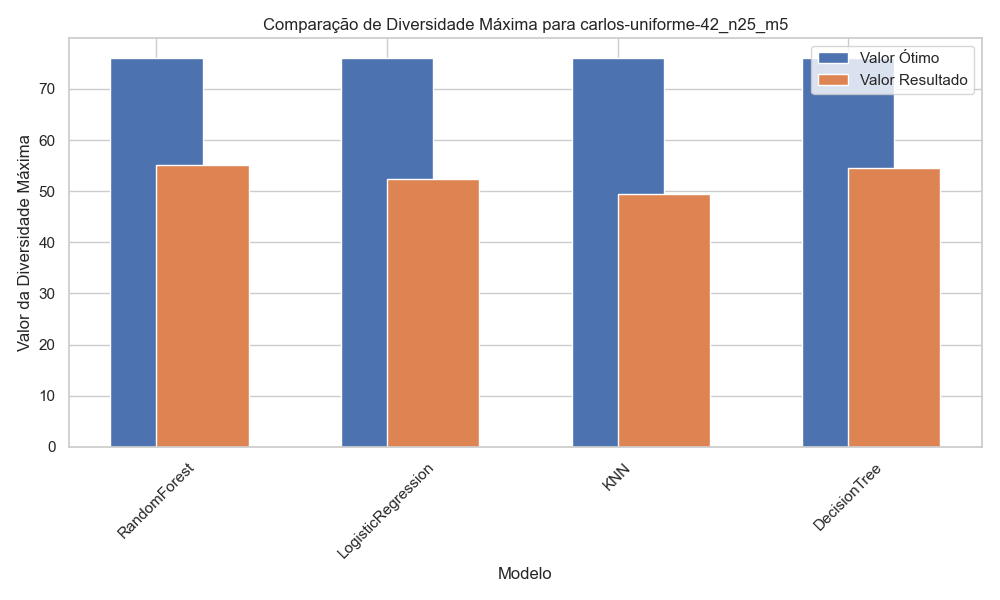 Comparação de Diversidade Máxima para carlos-uniforme-42_n25_m5
Valor Ótimo
Valor Resultado
Valor da Diversidade Máxima
70
60
50
40
30
20
10
0
RandomForest
LogisticRegression
KNN
DecisionTree
Modelo